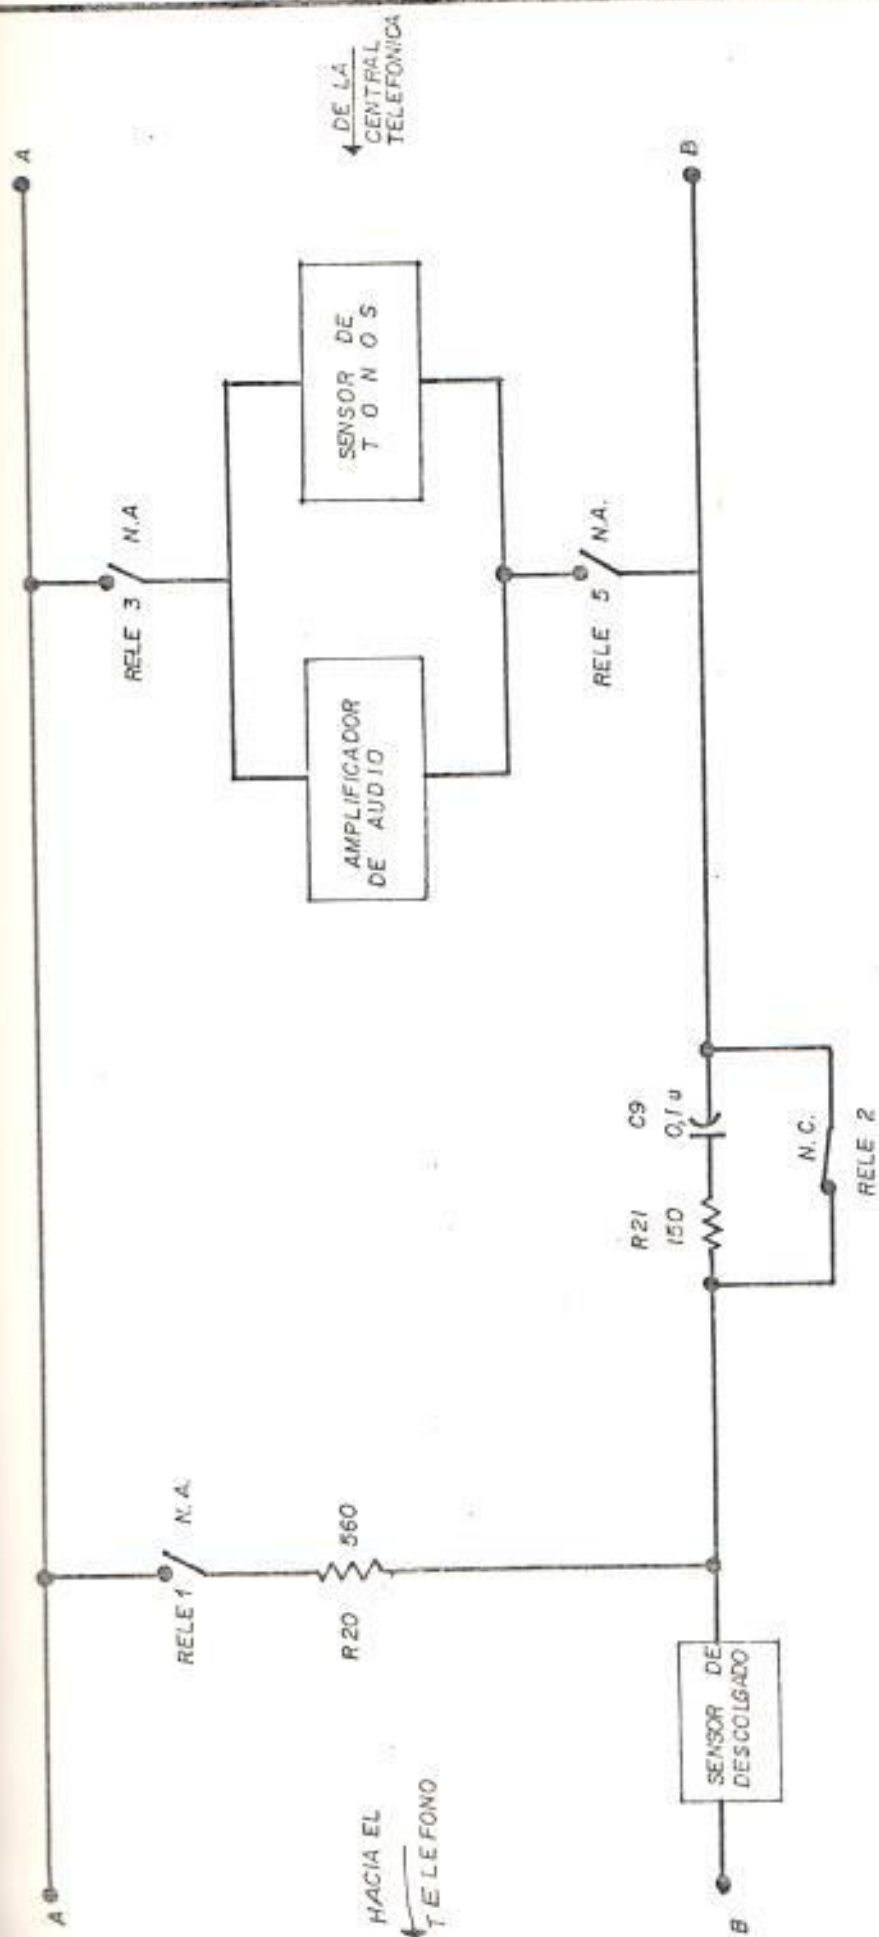 A
A
HACIA EL
TELEFONO
DE LA
CENTRAL
TELEFONICA
RELE 1 N.A.
R20 560
RELE 3 N.A
AMPLIFICADOR
DE AUDIO
SENSOR DE
T O N O S
RELE 5 N.A.
R21 C9
150 0,1u
N.C.
RELE 2
SENSOR DE
DESCOLGADO
B
B